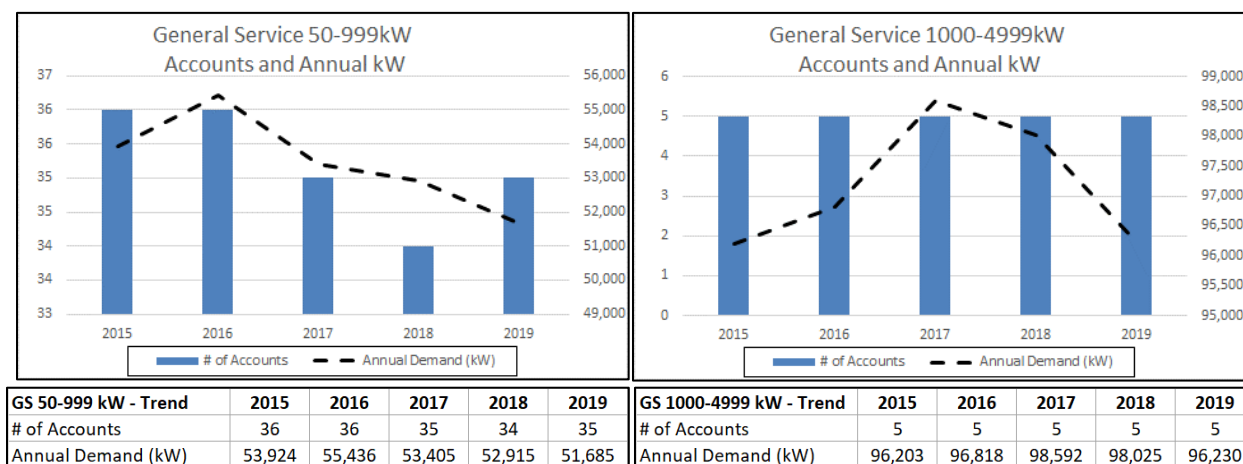 General Service 50-999kW
Accounts and Annual kW
37
36
36
35
35
34
34
33
56,000
55,000
54,000
53,000
52,000
51,000
50,000
49,000
2015 2016 2017 2018 2019
# of Accounts Annual Demand (kW)
General Service 1000-4999kW
Accounts and Annual kW
6
5
4
3
2
1
0
99,000
98,500
98,000
97,500
97,000
96,500
96,000
95,500
95,000
2015 2016 2017 2018 2019
# of Accounts Annual Demand (kW)
GS 50-999 kW - Trend 2015 2016 2017 2018 2019
# of Accounts 36 36 35 34 35
Annual Demand (kW) 53,924 55,436 53,405 52,915 51,685
GS 1000-4999 kW - Trend 2015 2016 2017 2018 2019
# of Accounts 5 5 5 5 5
Annual Demand (kW) 96,203 96,818 98,592 98,025 96,230